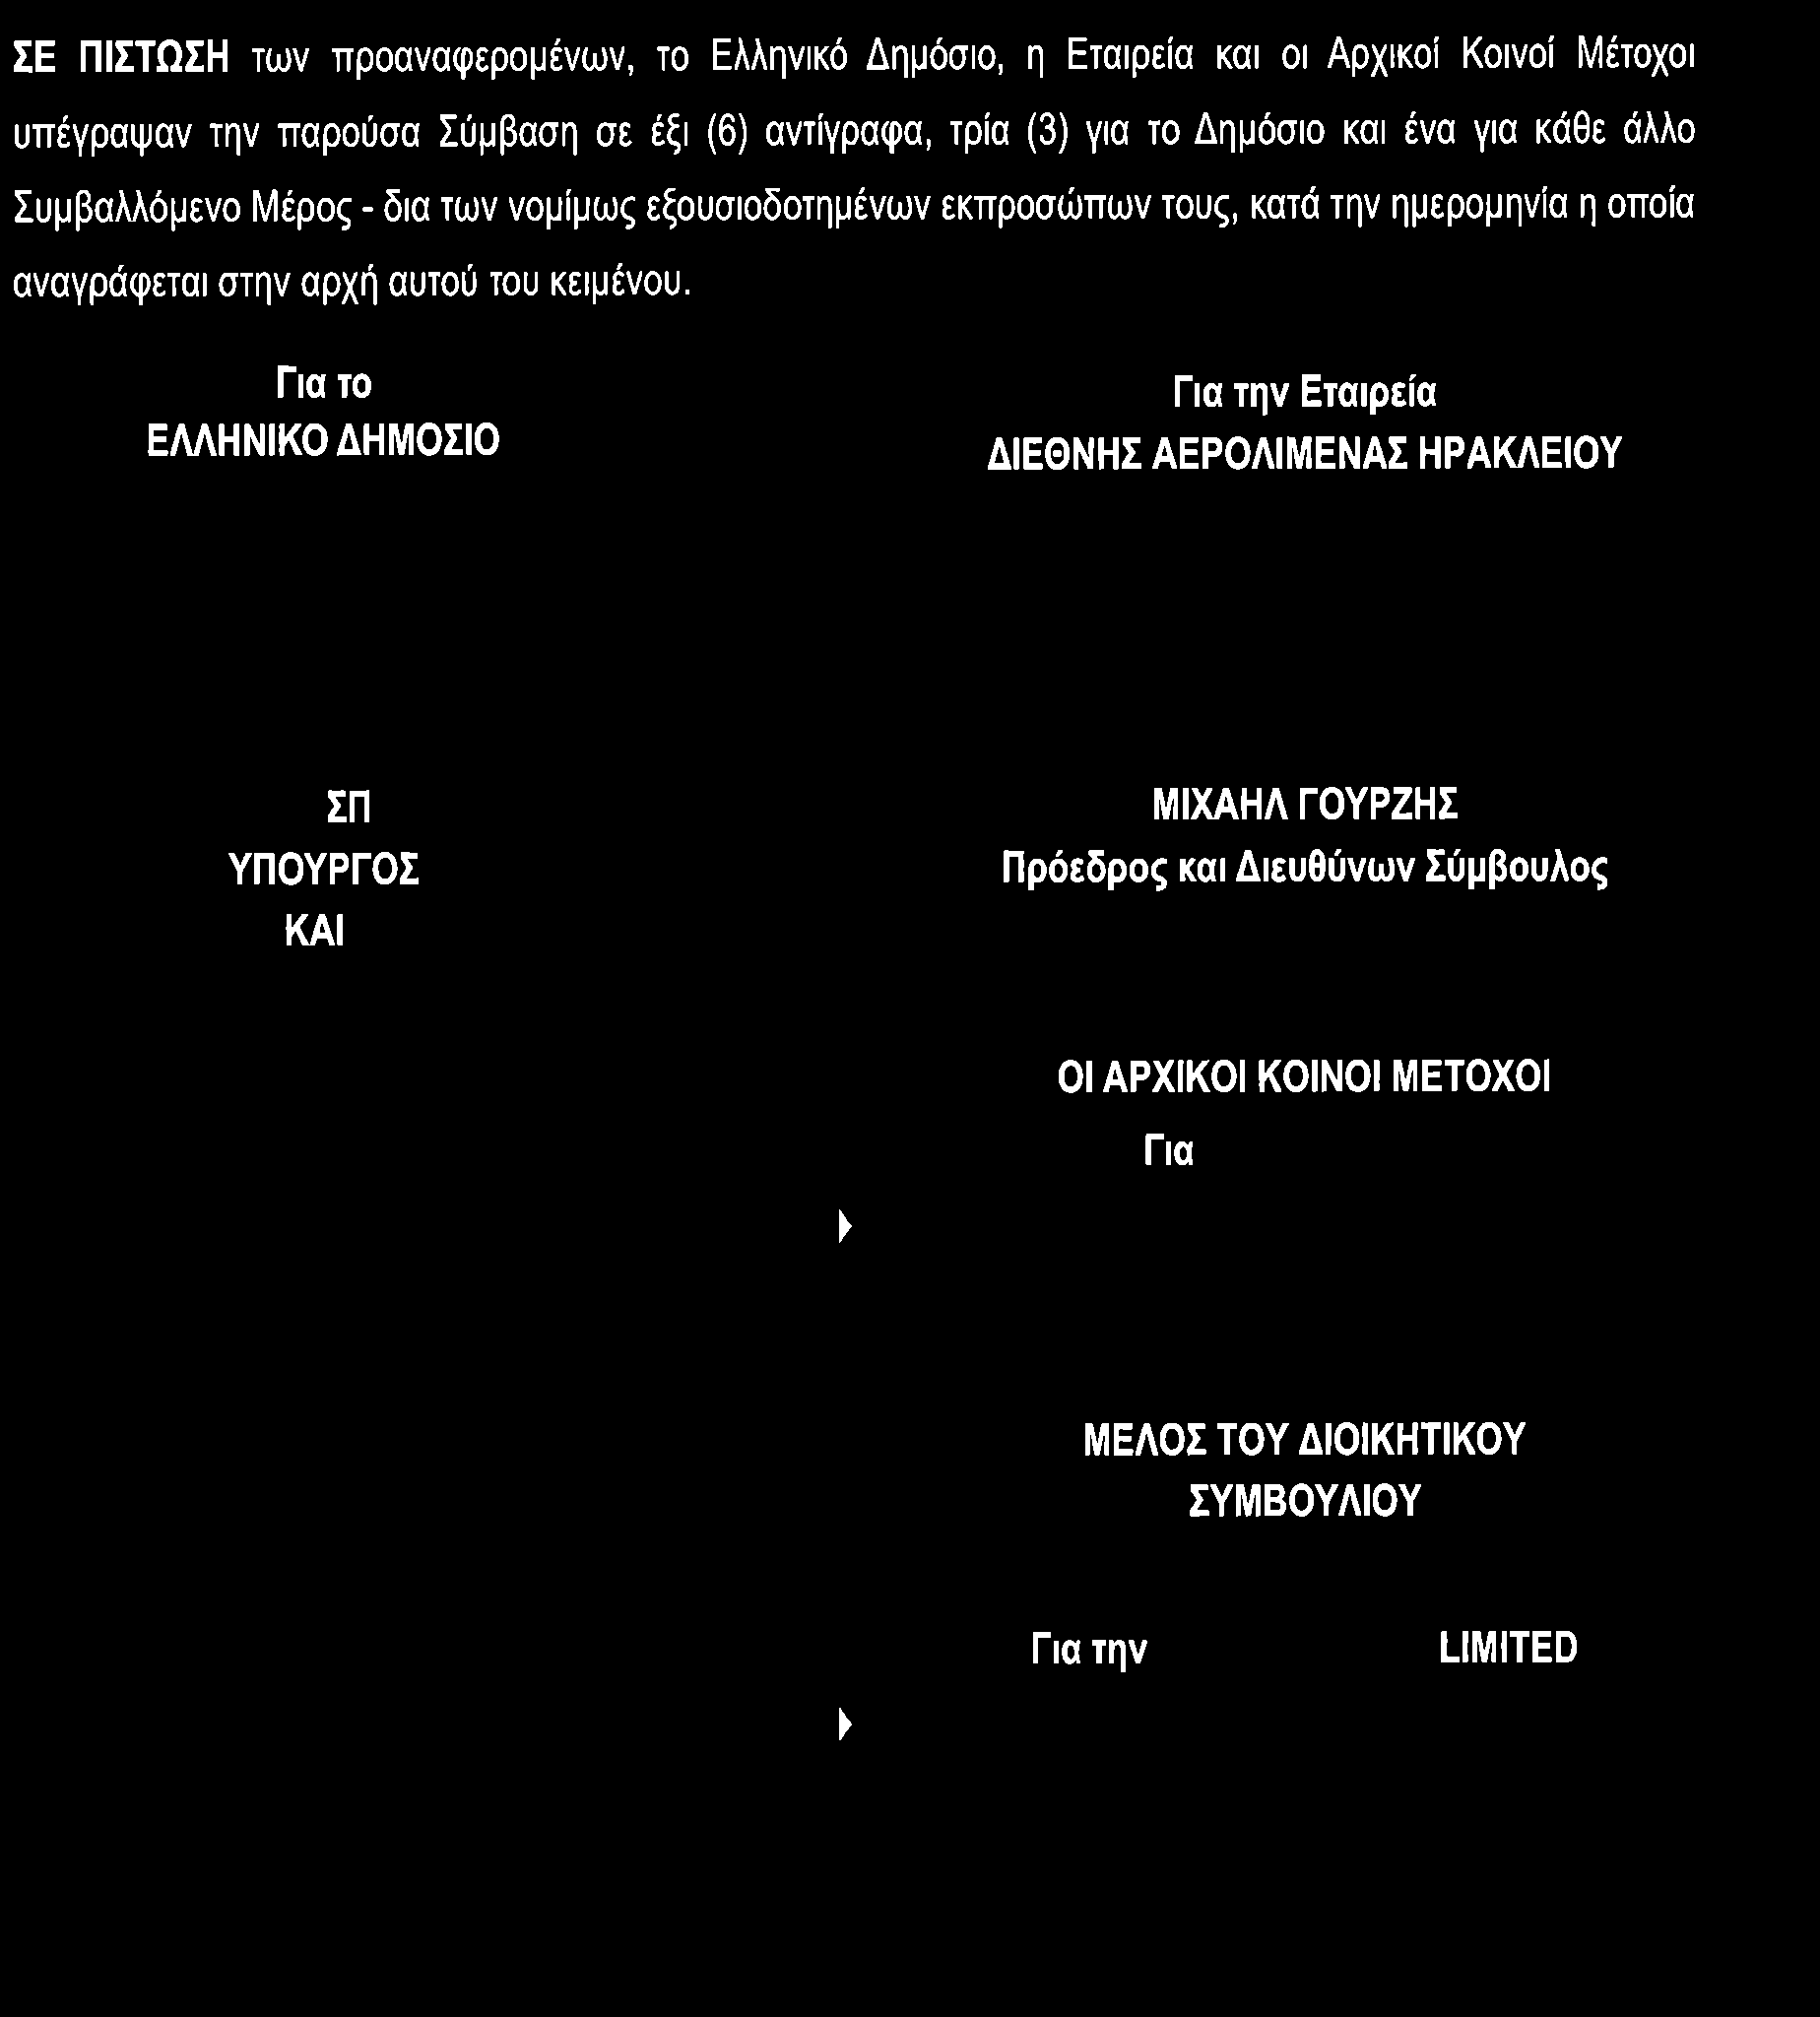 ΣΕ ΠΙΣΤΩΣΗ των προαναφερομένων, το Ελληνικό Δημόσιο, η Εταιρεία και οι Αρχικοί Κοινοί Μέτοχοι
υπέγραψαν την παρούσα Σύμβαση σε έξι (6) αντίγραφα, τρία (3) για το Δημόσιο και ένα για κάθε άλλο
Συμβαλλόμενο Μέρος - δια των νομίμως εξουσιοδοτημένων εκπροσώπων τους, κατά την ημερομηνία η οποία
αναγράφεται στην αρχή αυτού του κειμένου.
Για το
ΕΛΛΗΝΙΚΟ ΔΗΜΟΣΙΟ
Για την Εταιρεία
ΔΙΕΘΝΗΣ ΑΕΡΟΛΙΜΕΝΑΣ ΗΡΑΚΛΕΙΟΥ
ΣΠ
ΥΠΟΥΡΓΟΣ
ΚΑΙ
ΜΙΧΑΗΛ ΓΟΥΡΖΗΣ
Πρόεδρος και Διευθύνων Σύμβουλος
ΟΙ ΑΡΧΙΚΟΙ ΚΟΙΝΟΙ ΜΕΤΟΧΟΙ
Για
ΜΕΛΟΣ ΤΟΥ ΔΙΟΙΚΗΤΙΚΟΥ
ΣΥΜΒΟΥΛΙΟΥ
Για την LIMITED